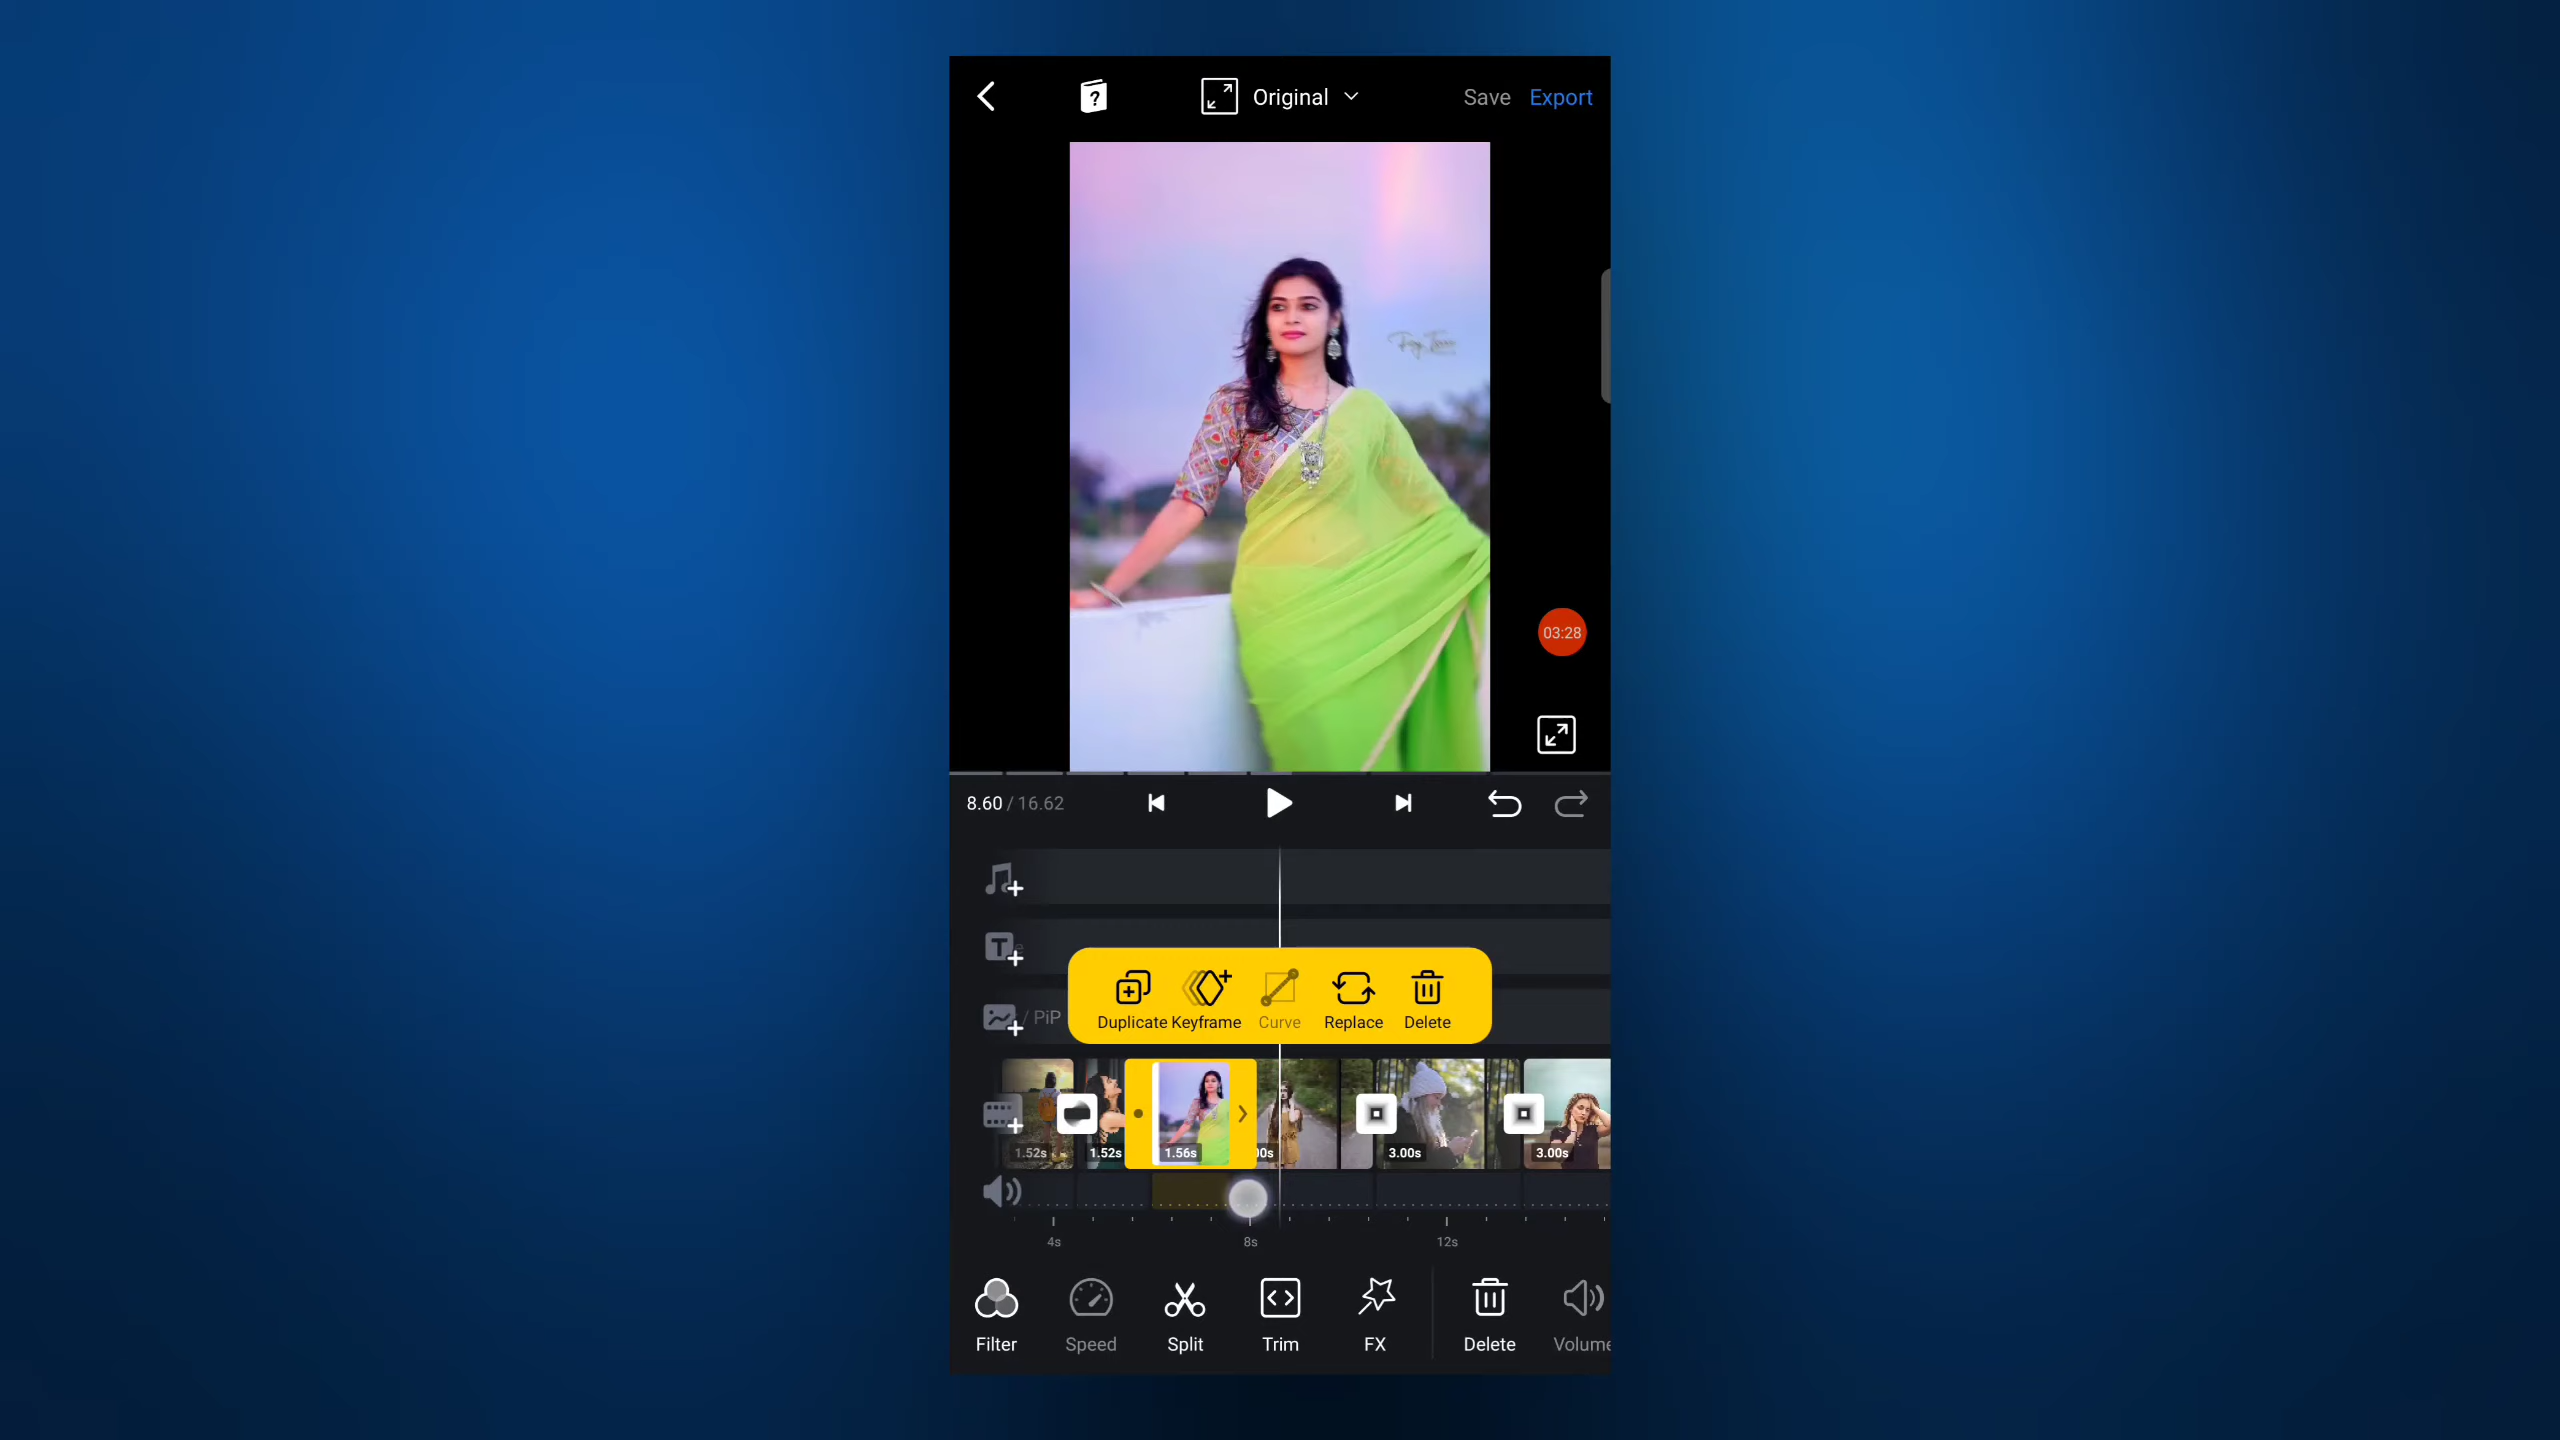 Original
Save
Export
03:28
8.60 / 16.62
/ PiP
Duplicate
Keyframe
Curve
Replace
Delete
1.52s
1.52s
1.56s
00s
3.00s
3.00s
4s
8s
12s
Filter
Speed
Split
Trim
FX
Delete
Volume